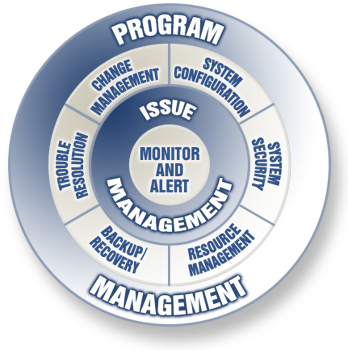 PROGRAM
CHANGE
MANAGEMENT
SYSTEM
CONFIGURATION
ISSUE
TROUBLE
RESOLUTION
MONITOR
AND
ALERT
SYSTEM
SECURITY
MANAGEMENT
BACKUP/
RECOVERY
RESOURCE
MANAGEMENT
MANAGEMENT